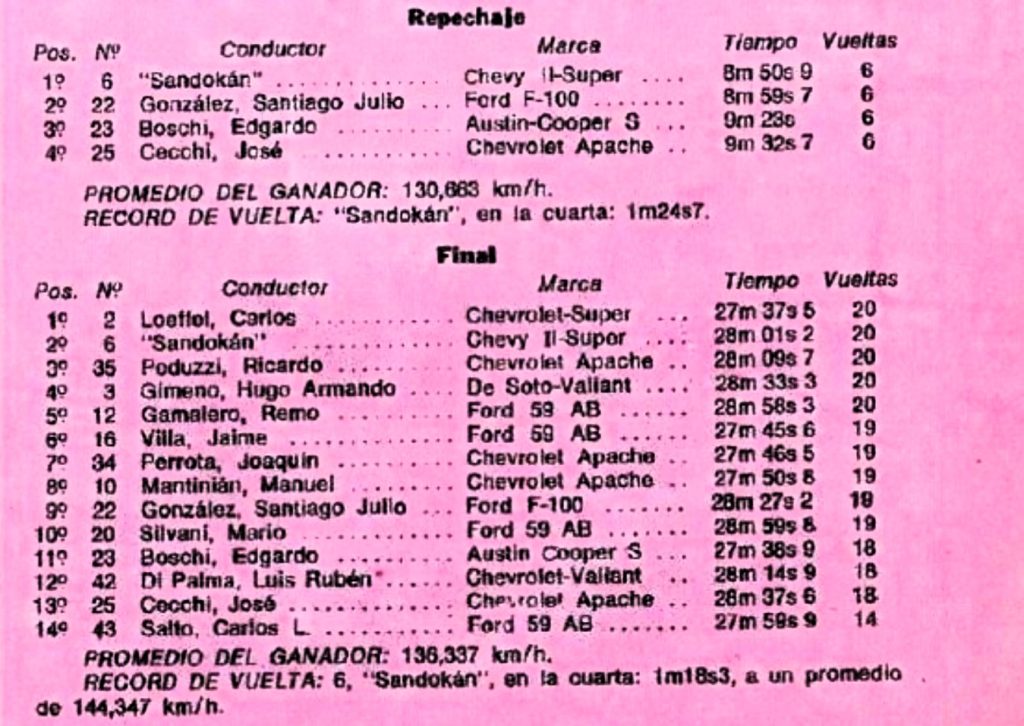 Repechaje
Pos. Nº Conductor Marca Tiempo Vueltas
1º 6 "Sandokán" ............ Chevy II-Super .... 8m 50s 9 6
2º 22 González, Santiago Julio ... Ford F-100 ........ 8m 59s 7 6
3º 23 Boschi, Edgardo .......... Austin-Cooper S ... 9m 23s 6
4º 25 Cecchi, José ............ Chevrolet Apache .. 9m 32s 7 6
PROMEDIO DEL GANADOR: 130,663 km/h.
RECORD DE VUELTA: "Sandokán", en la cuarta: 1m24s7.
Final
Pos. Nº Conductor Marca Tiempo Vueltas
1º 2 Loeffel, Carlos ............ Chevrolet-Super ... 27m 37s 5 20
2º 6 "Sandokán" ............ Chevy II-Super .... 28m 01s 2 20
3º 35 Peduzzi, Ricardo .......... Chevrolet Apache .. 28m 09s 7 20
4º 3 Gimeno, Hugo Armando .... De Soto-Valiant .... 28m 33s 3 20
5º 12 Gamalero, Remo .......... Ford 59 AB ...... 28m 58s 3 20
6º 16 Villa, Jaime .............. Ford 59 AB ...... 27m 45s 6 19
7º 34 Perrota, Joaquín .......... Chevrolet Apache .. 27m 46s 5 19
8º 10 Mantinián, Manuel ........ Chevrolet Apache .. 27m 50s 8 19
9º 22 González, Santiago Julio ... Ford F-100 ....... 28m 27s 2 19
10º 20 Silvani, Mario ............ Ford 59 AB ....... 28m 59s 8 19
11º 23 Boschi, Edgardo .......... Austin Cooper S ... 27m 38s 9 18
12º 42 Di Palma, Luis Rubén ...... Chevrolet-Valiant .. 28m 14s 9 18
13º 25 Cecchi, José .............. Chevrolet Apache .. 28m 37s 6 18
14º 43 Salto, Carlos L. ........... Ford 59 AB ....... 27m 59s 9 14
PROMEDIO DEL GANADOR: 136,337 km/h.
RECORD DE VUELTA: 6, "Sandokán", en la cuarta: 1m18s3, a un promedio
de 144,347 km/h.